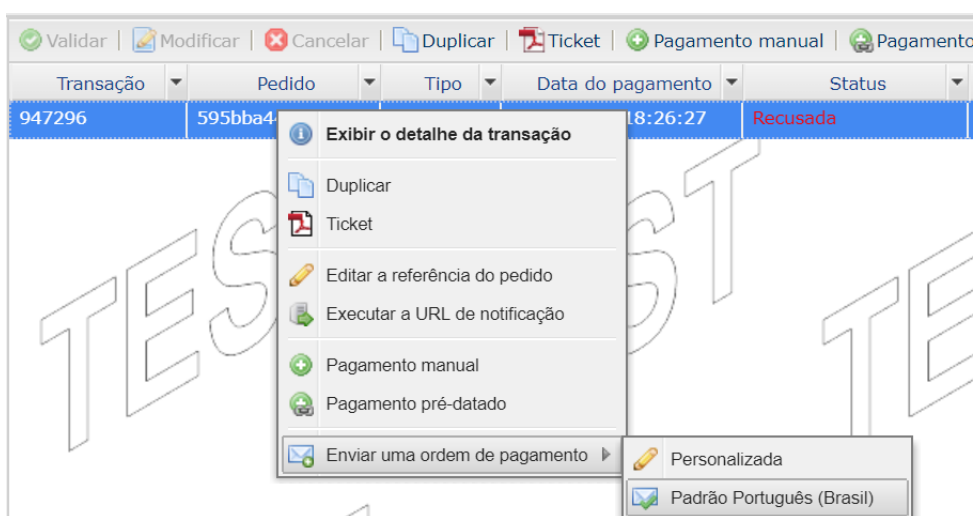 Validar | Modificar | Cancelar | Duplicar | Ticket | Pagamento manual | Pagamento
Transação Pedido Tipo Data do pagamento Status
947296 595bba4 18:26:27 Recusada
Exibir o detalhe da transação
Duplicar
Ticket
Editar a referência do pedido
Executar a URL de notificação
Pagamento manual
Pagamento pré-datado
Enviar uma ordem de pagamento
Personalizada
Padrão Português (Brasil)
TEST
TE